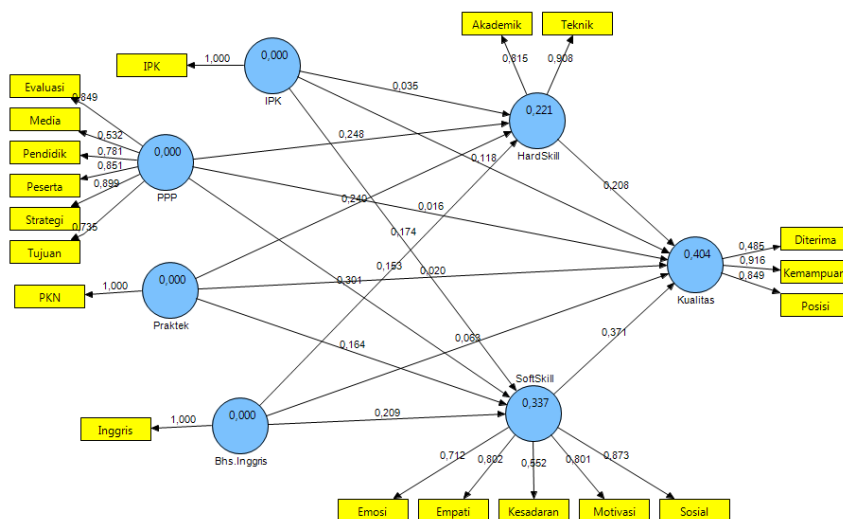 Akademik
Teknik
0,815
0,908
IPK
1,000
0,000
IPK
0,035
0,221
HardSkill
Evaluasi
Media
Pendidik
Peserta
Strategi
Tujuan
0,849
0,532
0,781
0,851
0,899
0,735
0,000
PPP
0,248
0,118
0,240
0,016
0,208
0,174
0,153
0,301
0,020
0,404
Kualitas
0,485
0,916
0,849
Diterima
Kemampuan
Posisi
PKN
1,000
0,000
Praktek
0,164
0,371
SoftSkill
0,337
Inggris
1,000
0,000
Bhs.Inggris
0,209
0,712
0,802
0,552
0,801
0,873
Emosi
Empati
Kesadaran
Motivasi
Sosial